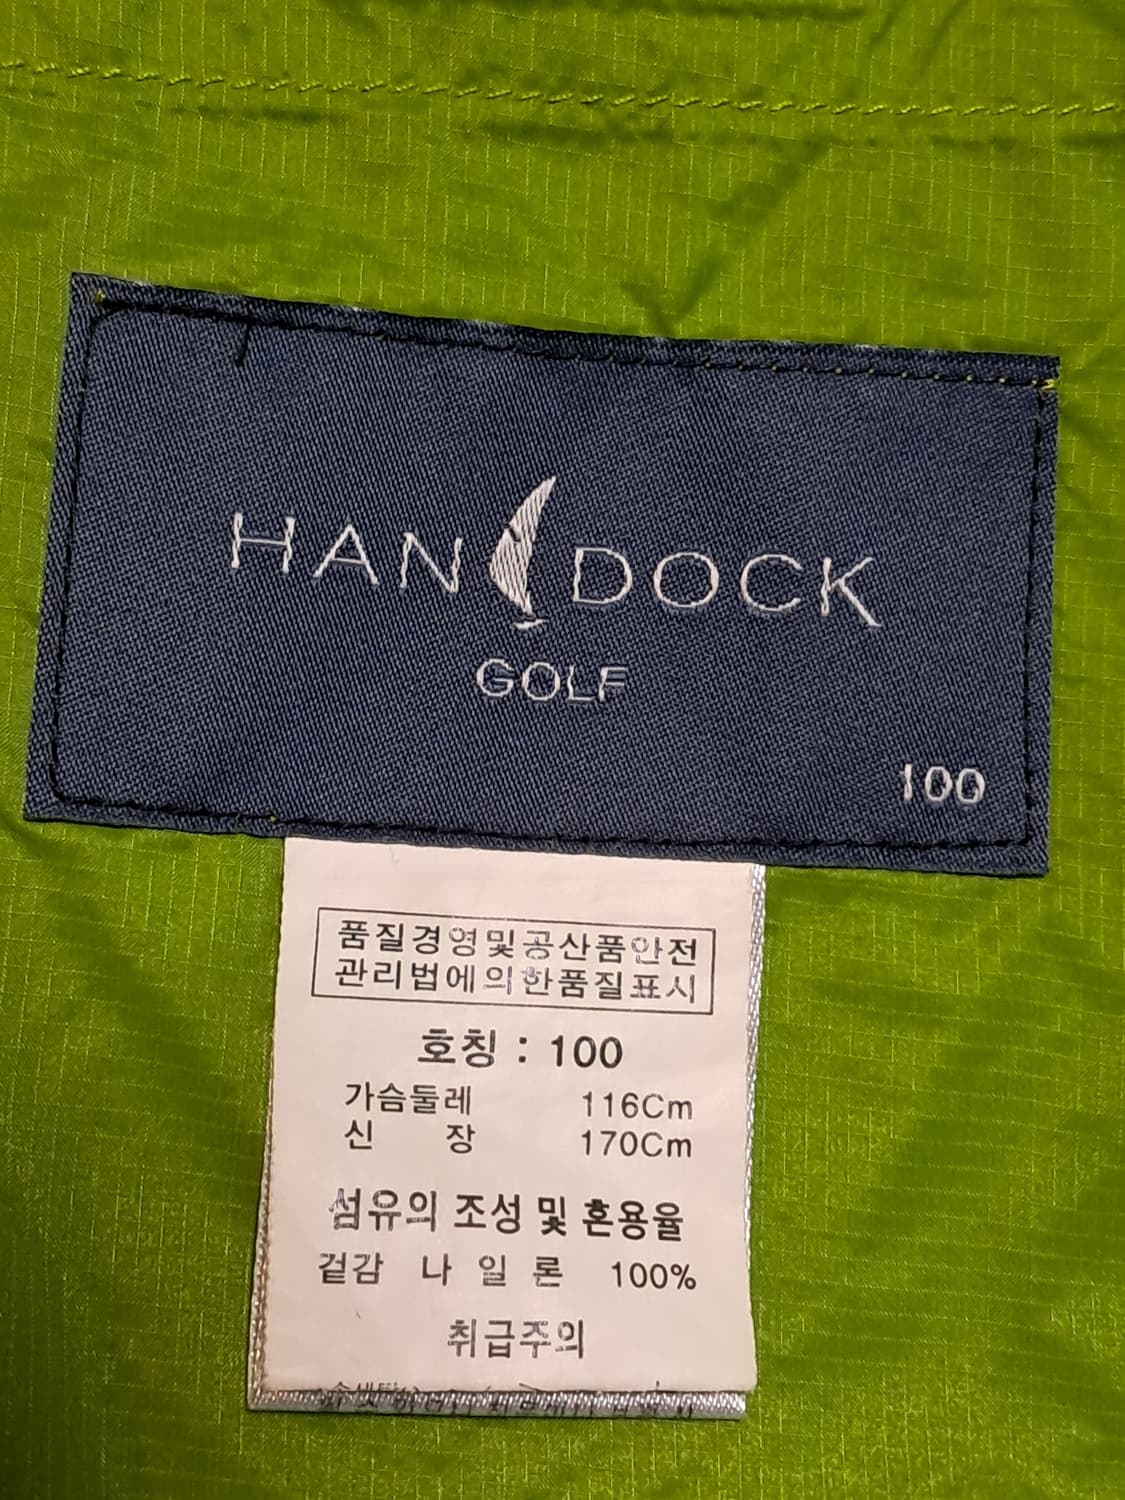 HAN DOCK
GOLF
100
품질경영및공산품안전
관리법에의한품질표시
호칭 : 100
가슴둘레 116Cm
신 장 170Cm
섬유의 조성 및 혼용율
겉감 나 일 론 100%
취급주의